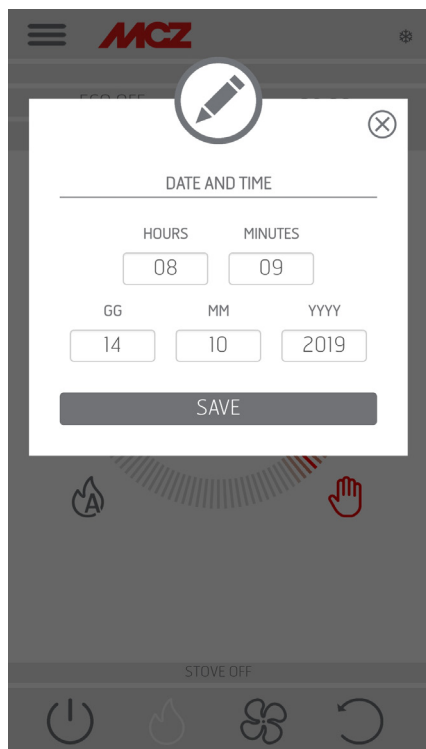 MCZ
DATE AND TIME
HOURS MINUTES
08 09
GG MM YYYY
14 10 2019
SAVE
A
STOVE OFF